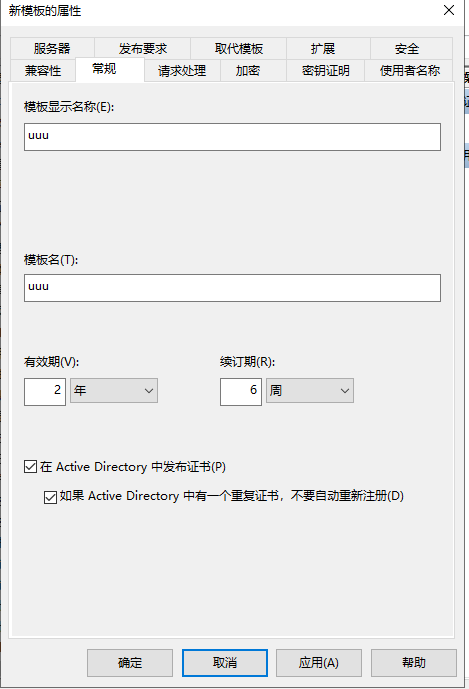 新模板的属性
服务器 发布要求 取代模板 扩展 安全
兼容性 常规 请求处理 加密 密钥证明 使用者名称
模板显示名称(E):
uuu
模板名(T):
uuu
有效期(V): 续订期(R):
2 年 6 周
在 Active Directory 中发布证书(P)
如果 Active Directory 中有一个重复证书，不要自动重新注册(D)
确定 取消 应用(A) 帮助